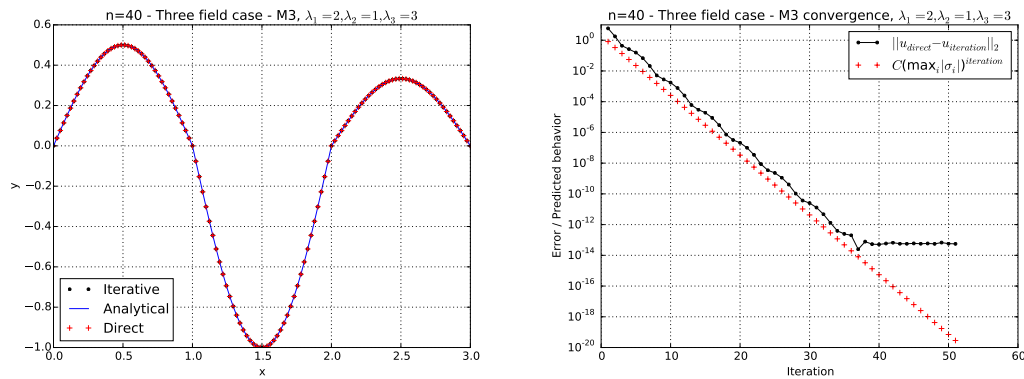 n=40 - Three field case - M3, λ₁ =2,λ₂ =1,λ₃ =3
0.6
0.4
0.2
0.0
−0.2
−0.4
−0.6
−0.8
−1.0
y
Iterative
Analytical
Direct
0.0 0.5 1.0 1.5 2.0 2.5 3.0
x
n=40 - Three field case - M3 convergence, λ₁ =2,λ₂ =1,λ₃ =3
10⁰
10⁻²
10⁻⁴
10⁻⁶
10⁻⁸
10⁻¹⁰
10⁻¹²
10⁻¹⁴
10⁻¹⁶
10⁻¹⁸
10⁻²⁰
Error / Predicted behavior
||u_direct−u_iteration||₂
C(maxᵢ|σᵢ|)^iteration
0 10 20 30 40 50 60
Iteration